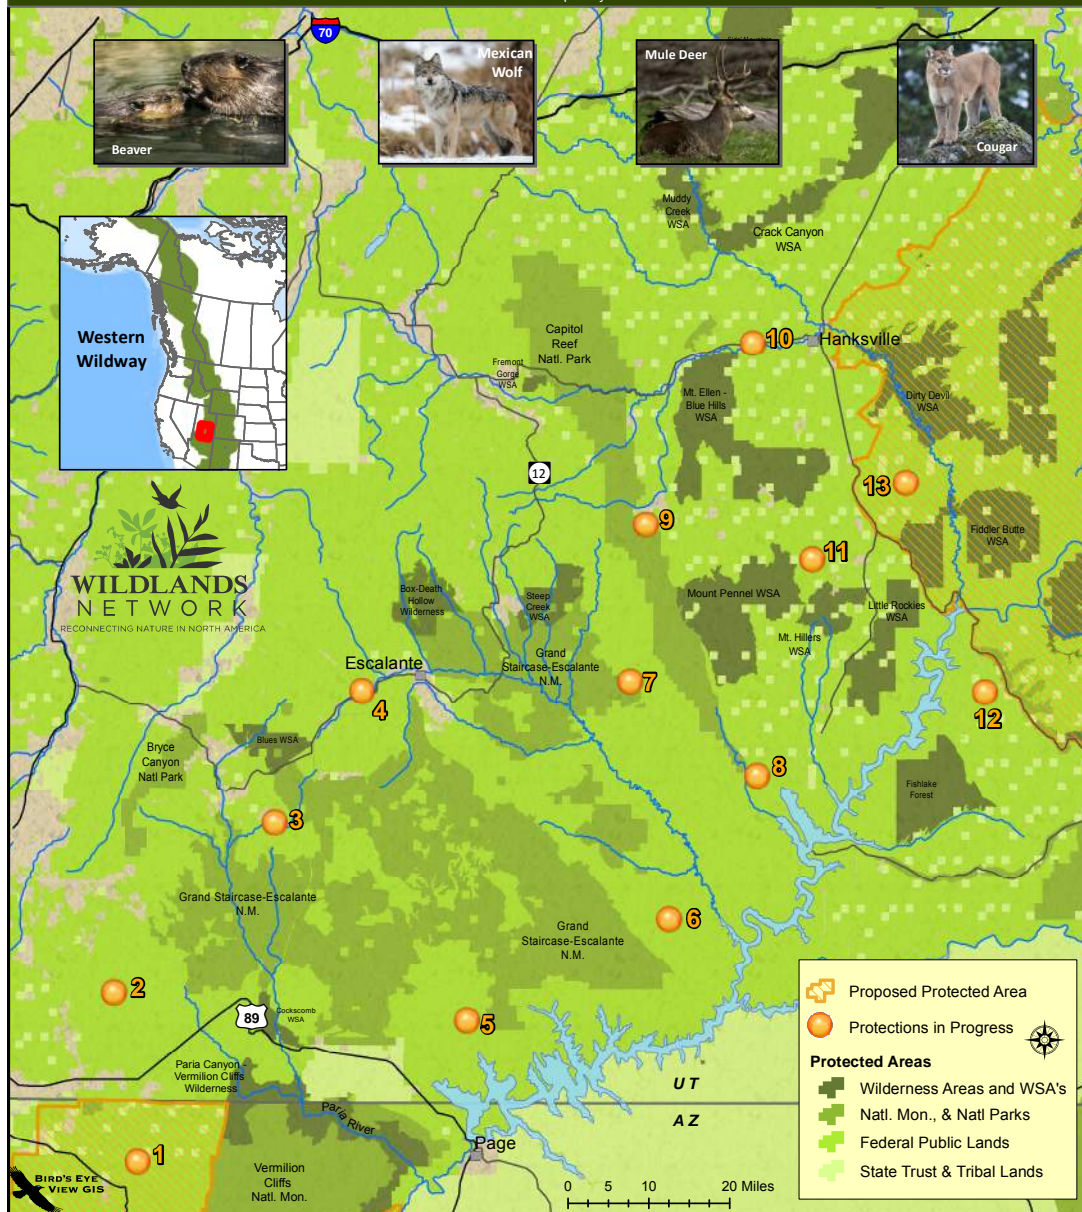 70
Beaver
Mexican
Wolf
Mule Deer
Cougar
Western
Wildway
Muddy
Creek
WSA
Crack Canyon
WSA
Capitol
Reef
Natl. Park
Fremont
Gorge
WSA
10
Hanksville
Mt. Ellen -
Blue Hills
WSA
Dirty Devil
WSA
12
13
9
Fiddler Butte
WSA
11
WILDLANDS
NETWORK
RECONNECTING NATURE IN NORTH AMERICA
Box-Death
Hollow
Wilderness
Steep
Creek
WSA
Mount Pennel WSA
Little Rockies
WSA
Mt. Hillers
WSA
Escalante
Grand
Staircase-Escalante
N.M.
7
4
12
Blues WSA
Bryce
Canyon
Natl Park
8
Fishlake
Forest
3
Grand Staircase-Escalante
N.M.
6
Grand
Staircase-Escalante
N.M.
2
89
Cockscomb
WSA
5
Paria Canyon -
Vermilion Cliffs
Wilderness
Paria River
UT
AZ
Page
1
Vermilion
Cliffs
Natl. Mon.
BIRD'S EYE
VIEW GIS
0 5 10 20 Miles
Proposed Protected Area
Protections in Progress
Protected Areas
Wilderness Areas and WSA's
Natl. Mon., & Natl Parks
Federal Public Lands
State Trust & Tribal Lands